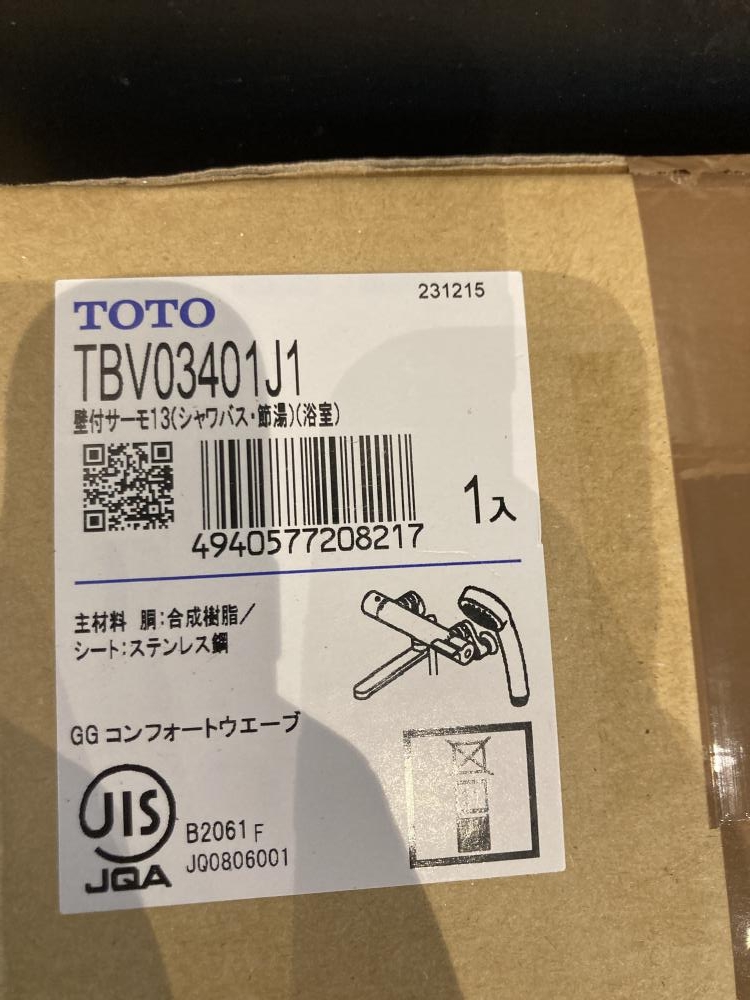 231215
TOTO
TBV03401J1
壁付サーモ13(シャワバス・節湯)(浴室)
4940577208217
1入
主材料 胴:合成樹脂/
シート:ステンレス鋼
GGコンフォートウエーブ
JIS
B2061 F
JQA
JQ0806001